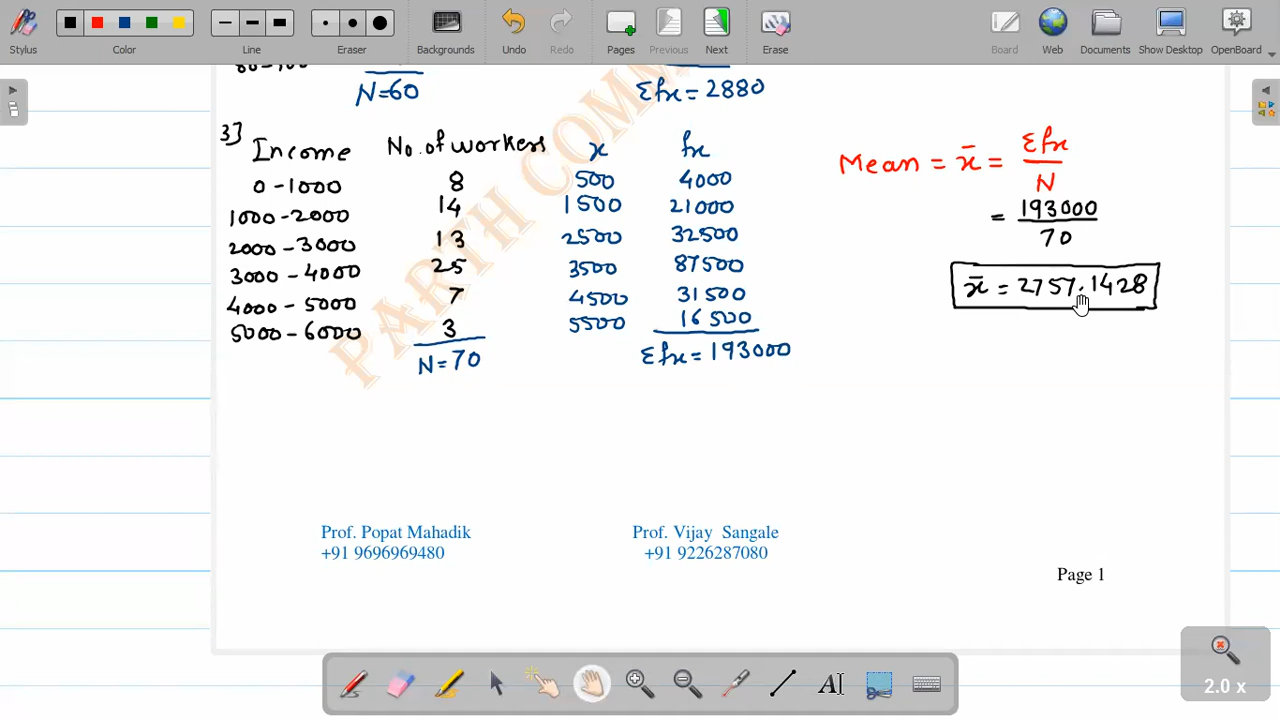 Stylus Color Line Eraser Backgrounds Undo Redo Pages Previous Next Erase Board Web Documents Show Desktop OpenBoard
N=60 Σfx=2880
3] Income No. of workers x fx
0-1000 8 500 4000
1000-2000 14 1500 21000
2000-3000 13 2500 32500
3000-4000 25 3500 87500
4000-5000 7 4500 31500
5000-6000 3 5500 16500
N=70 Σfx=193000
Mean = x̄ = Σfx / N
= 193000 / 70
x̄ = 2757.1428
PARTH COMM
Prof. Popat Mahadik Prof. Vijay Sangale
+91 9696969480 +91 9226287080
Page 1
2.0 x